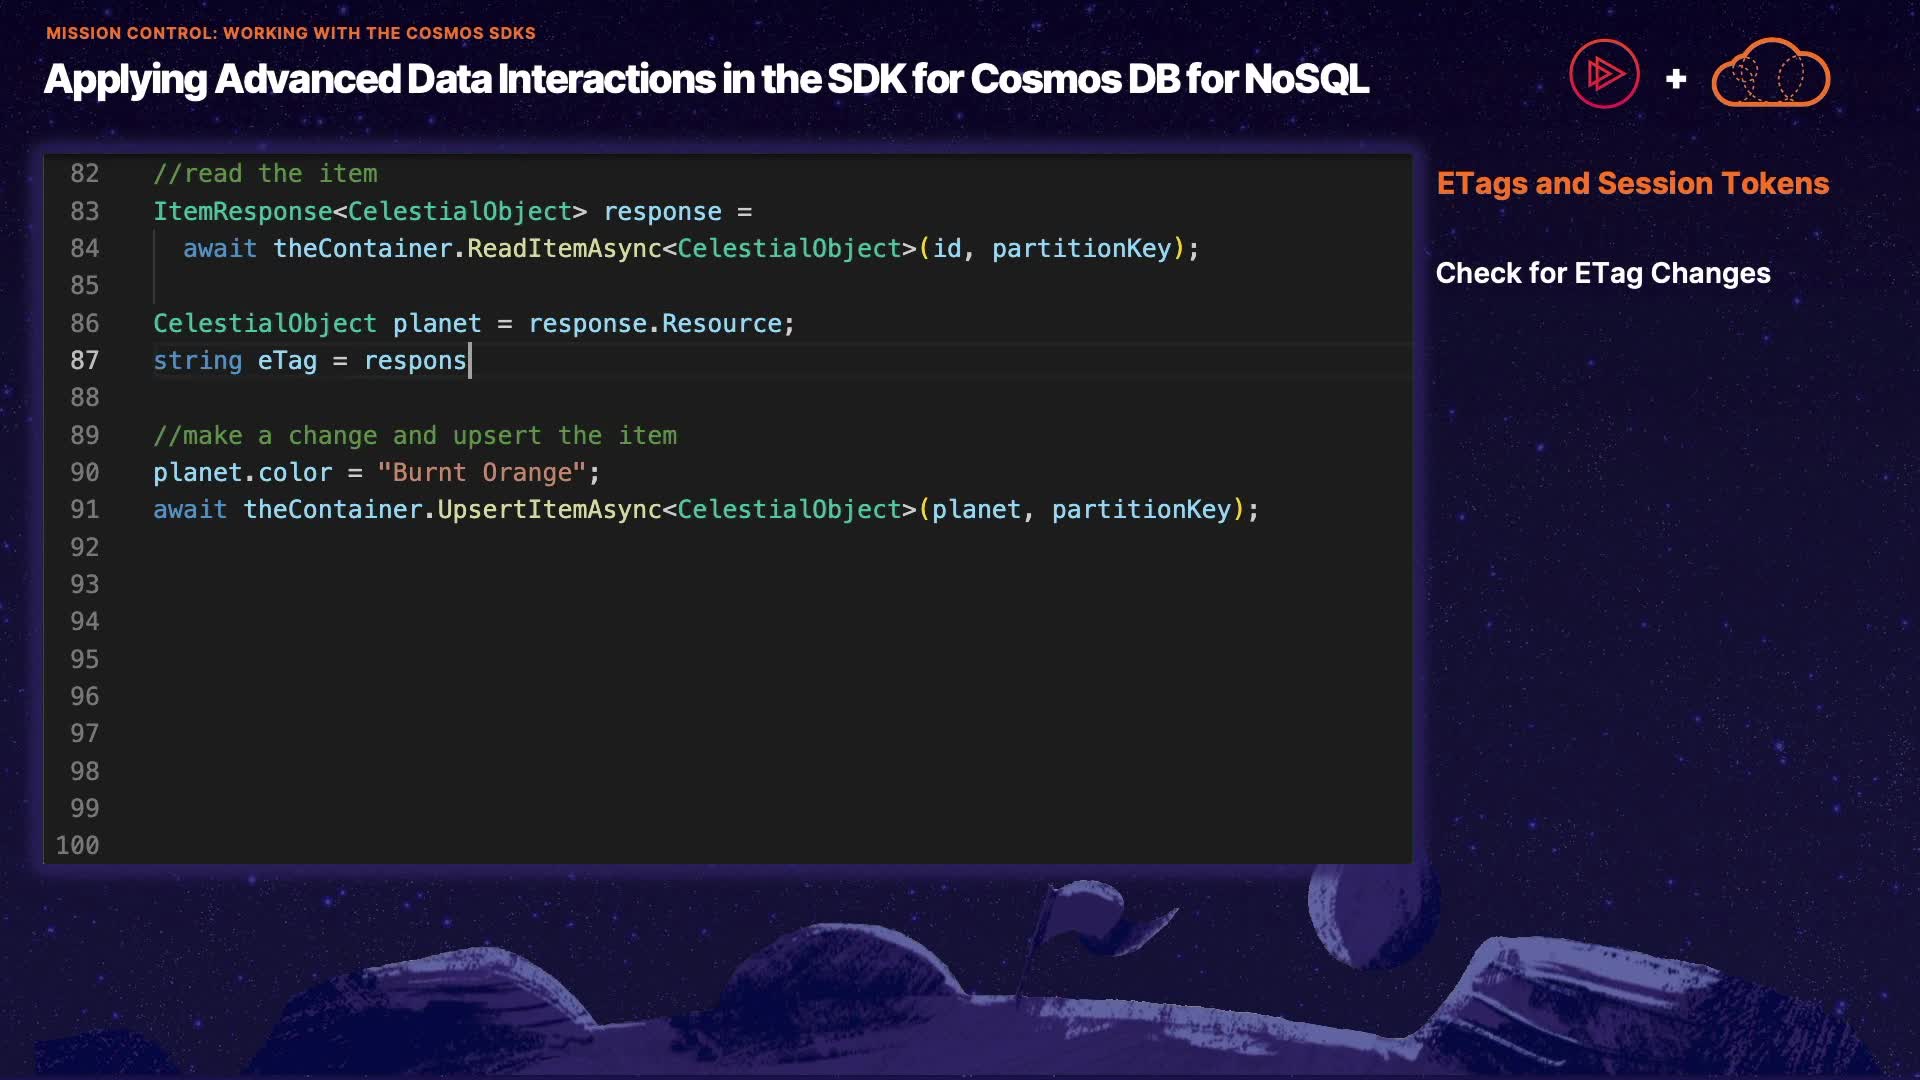 MISSION CONTROL: WORKING WITH THE COSMOS SDKS
Applying Advanced Data Interactions in the SDK for Cosmos DB for NoSQL
+
82 //read the item
83 ItemResponse<CelestialObject> response =
84 await theContainer.ReadItemAsync<CelestialObject>(id, partitionKey);
85
86 CelestialObject planet = response.Resource;
87 string eTag = respons
88
89 //make a change and upsert the item
90 planet.color = "Burnt Orange";
91 await theContainer.UpsertItemAsync<CelestialObject>(planet, partitionKey);
92
93
94
95
96
97
98
99
100
ETags and Session Tokens
Check for ETag Changes